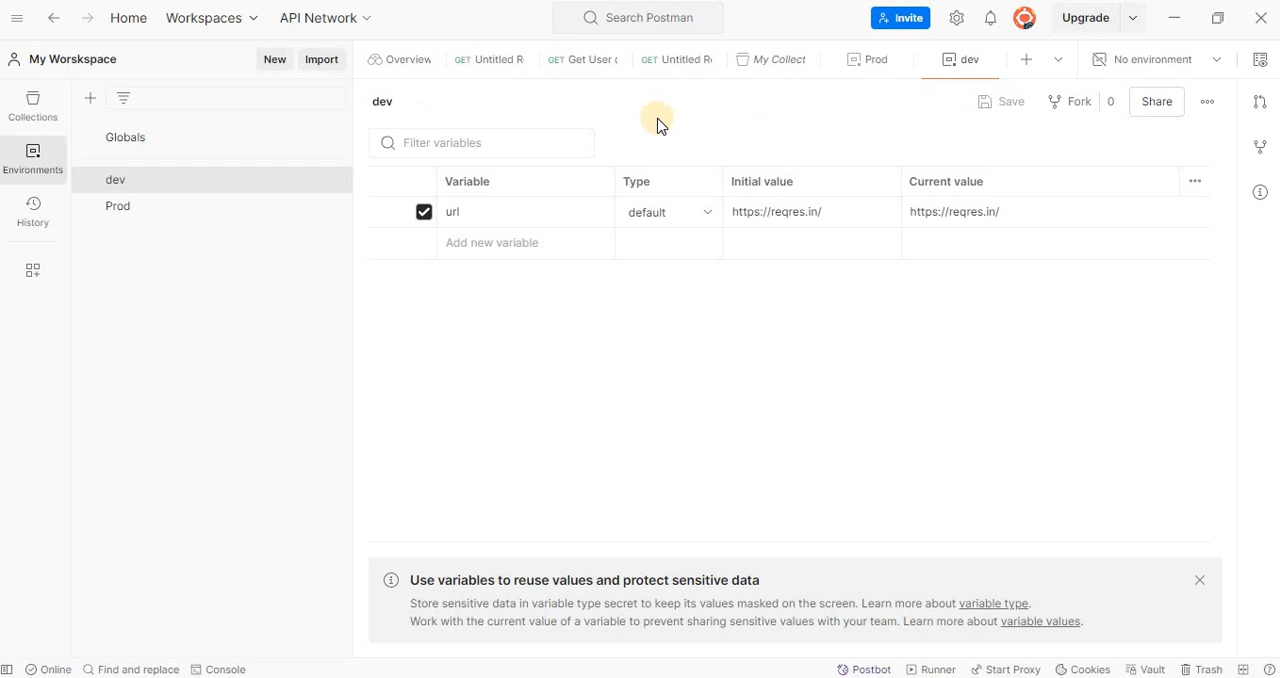 Home Workspaces API Network Search Postman Invite Upgrade
My Worskspace New Import Overview GET Untitled R GET Get User GET Untitled R My Collect Prod dev No environment
Collections
Environments
History
Globals
dev
Prod
dev Save Fork 0 Share
Filter variables
Variable Type Initial value Current value
url default https://reqres.in/ https://reqres.in/
Add new variable
Use variables to reuse values and protect sensitive data
Store sensitive data in variable type secret to keep its values masked on the screen. Learn more about variable type.
Work with the current value of a variable to prevent sharing sensitive values with your team. Learn more about variable values.
Online Find and replace Console Postbot Runner Start Proxy Cookies Vault Trash